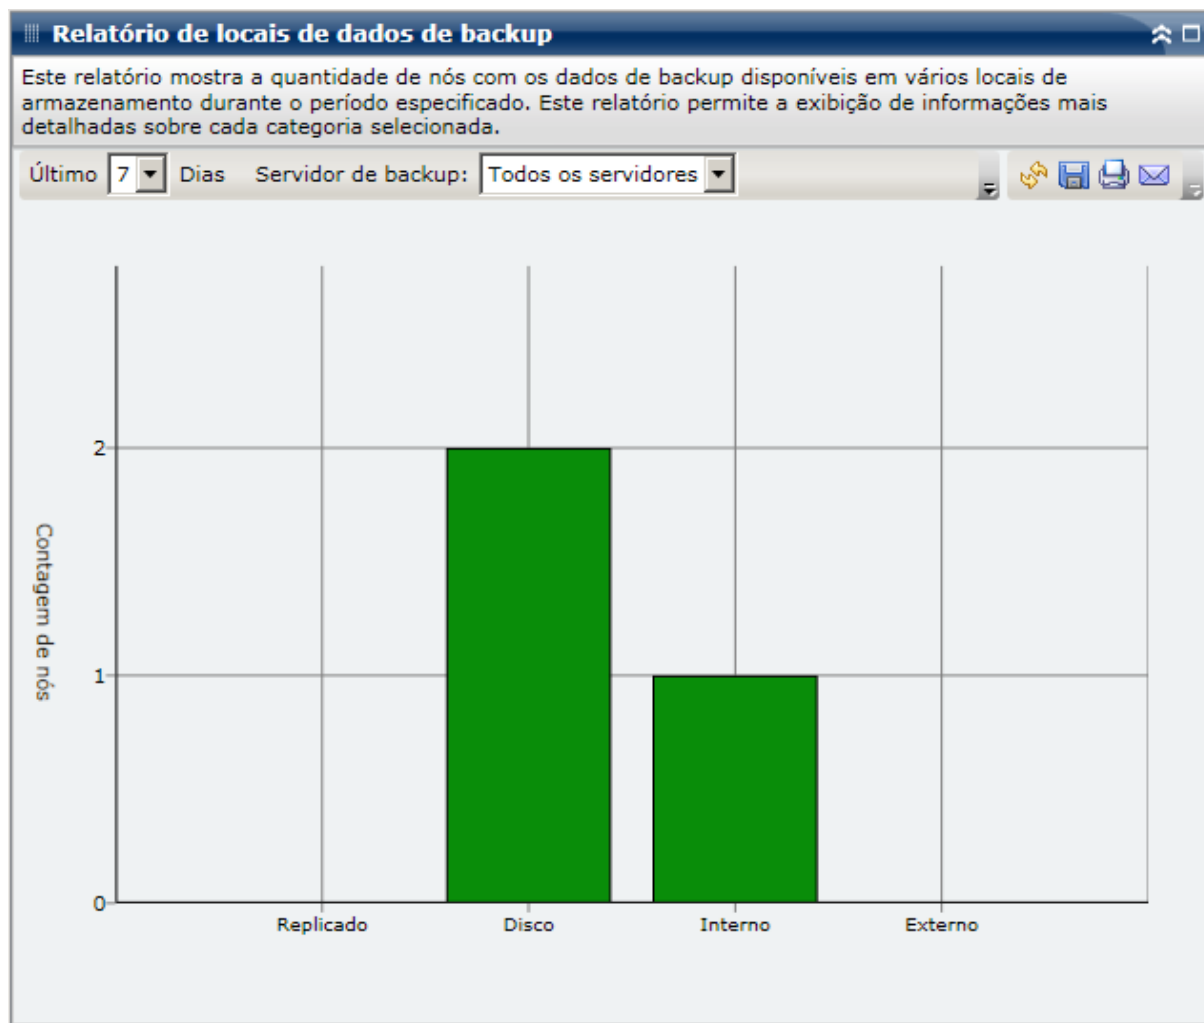 Relatório de locais de dados de backup
Este relatório mostra a quantidade de nós com os dados de backup disponíveis em vários locais de
armazenamento durante o período especificado. Este relatório permite a exibição de informações mais
detalhadas sobre cada categoria selecionada.
Último 7 Dias Servidor de backup: Todos os servidores
2
1
0
Contagem de nós
Replicado Disco Interno Externo